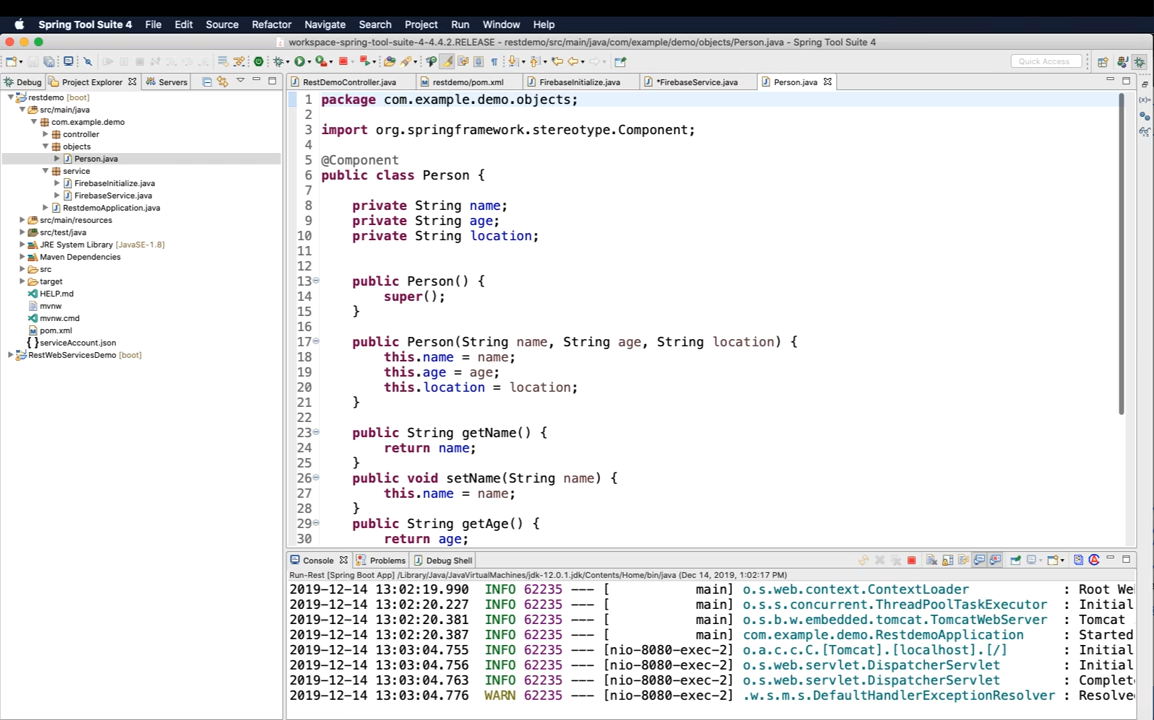 Spring Tool Suite 4 File Edit Source Refactor Navigate Search Project Run Window Help
workspace-spring-tool-suite-4-4.4.2.RELEASE - restdemo/src/main/java/com/example/demo/objects/Person.java - Spring Tool Suite 4
Quick Access
Debug Project Explorer Servers
RestDemoController.java restdemo/pom.xml FirebaseInitialize.java *FirebaseService.java Person.java
restdemo [boot]
src/main/java
com.example.demo
controller
objects
Person.java
service
FirebaseInitialize.java
FirebaseService.java
RestdemoApplication.java
src/main/resources
src/test/java
JRE System Library [JavaSE-1.8]
Maven Dependencies
src
target
HELP.md
mvnw
mvnw.cmd
pom.xml
serviceAccount.json
RestWebServicesDemo [boot]
1 package com.example.demo.objects;
2
3 import org.springframework.stereotype.Component;
4
5 @Component
6 public class Person {
7
8 private String name;
9 private String age;
10 private String location;
11
12
13 public Person() {
14 super();
15 }
16
17 public Person(String name, String age, String location) {
18 this.name = name;
19 this.age = age;
20 this.location = location;
21 }
22
23 public String getName() {
24 return name;
25 }
26 public void setName(String name) {
27 this.name = name;
28 }
29 public String getAge() {
30 return age;
Console Problems Debug Shell
Run-Rest [Spring Boot App] /Library/Java/JavaVirtualMachines/jdk-12.0.1.jdk/Contents/Home/bin/java (Dec 14, 2019, 1:02:17 PM)
2019-12-14 13:02:19.990 INFO 62235 --- [ main] o.s.web.context.ContextLoader : Root We
2019-12-14 13:02:20.227 INFO 62235 --- [ main] o.s.s.concurrent.ThreadPoolTaskExecutor : Initial
2019-12-14 13:02:20.381 INFO 62235 --- [ main] o.s.b.w.embedded.tomcat.TomcatWebServer : Tomcat
2019-12-14 13:02:20.387 INFO 62235 --- [ main] com.example.demo.RestdemoApplication : Started
2019-12-14 13:03:04.755 INFO 62235 --- [nio-8080-exec-2] o.a.c.c.C.[Tomcat].[localhost].[/] : Initial
2019-12-14 13:03:04.756 INFO 62235 --- [nio-8080-exec-2] o.s.web.servlet.DispatcherServlet : Initial
2019-12-14 13:03:04.763 INFO 62235 --- [nio-8080-exec-2] o.s.web.servlet.DispatcherServlet : Complet
2019-12-14 13:03:04.776 WARN 62235 --- [nio-8080-exec-2] .w.s.m.s.DefaultHandlerExceptionResolver : Resolve